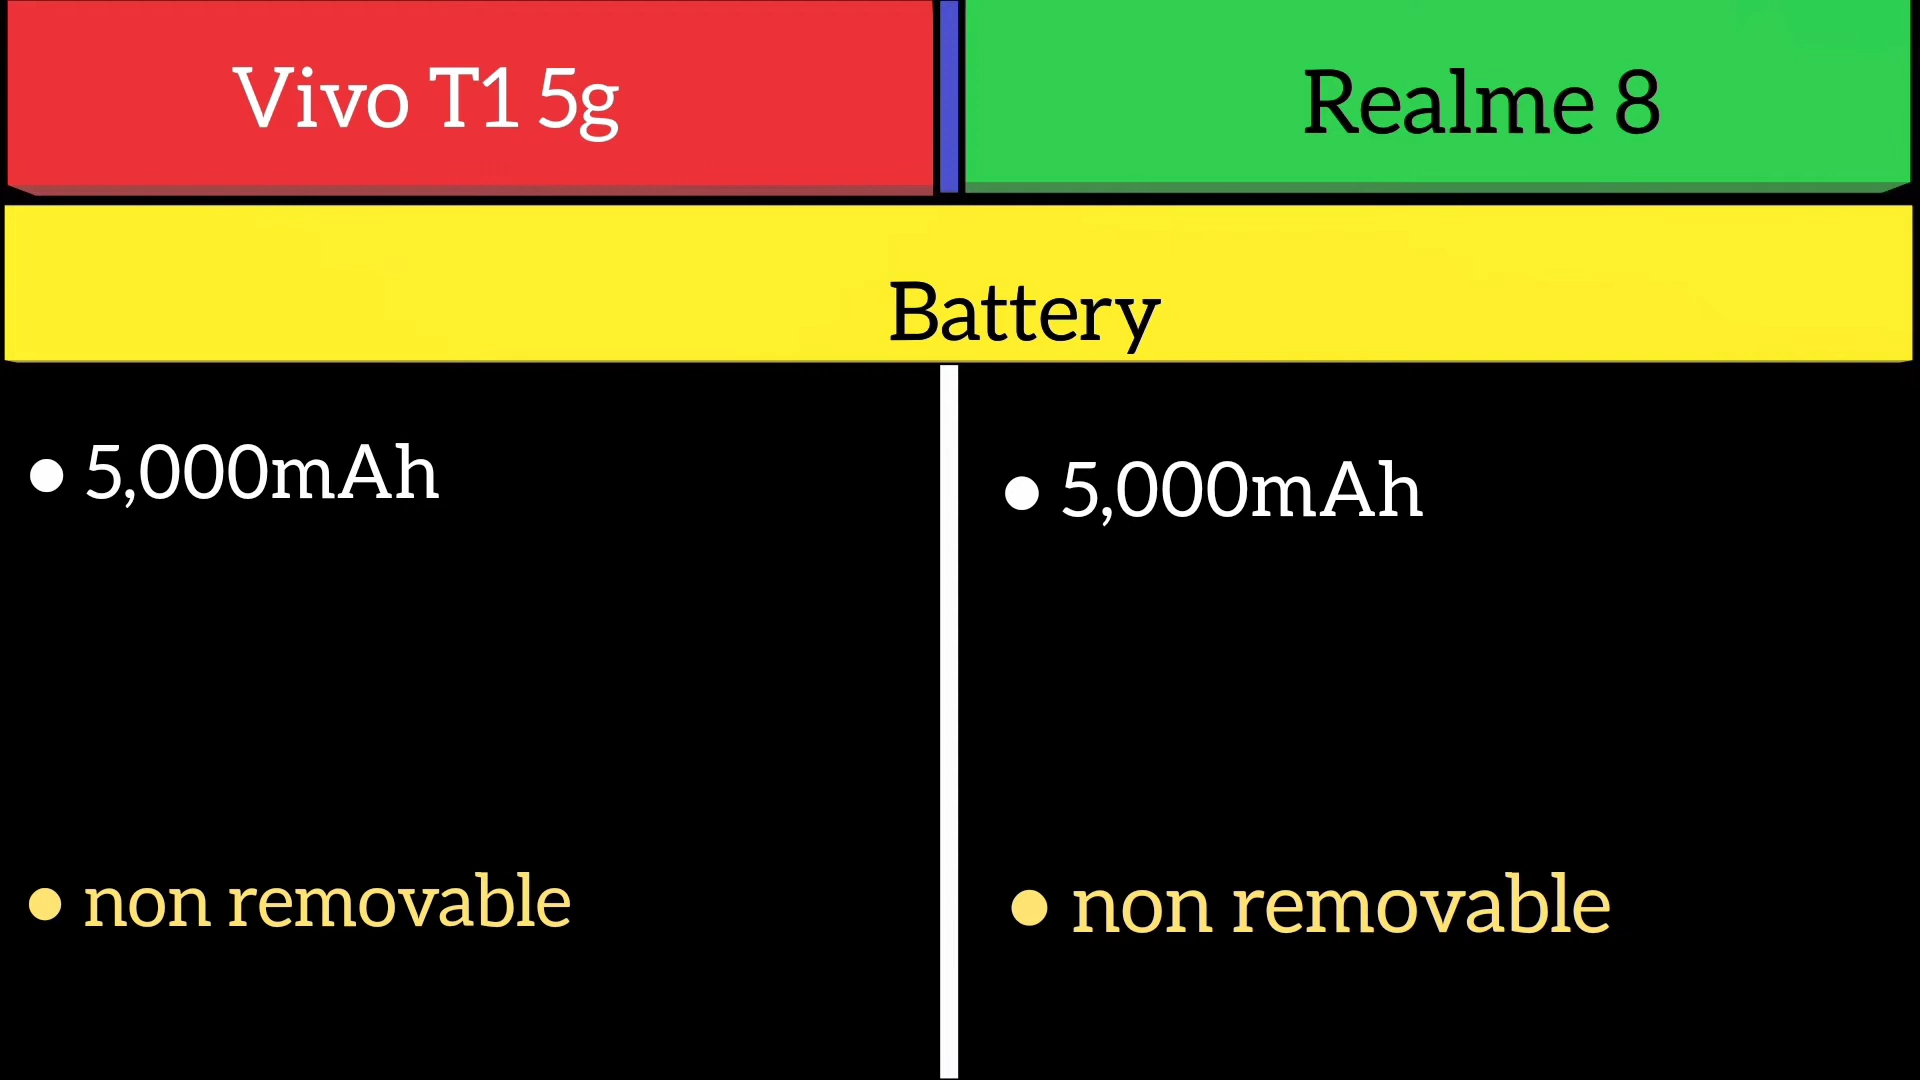 Vivo T1 5g
Realme 8
Battery
● 5,000mAh
● 5,000mAh
● non removable
● non removable